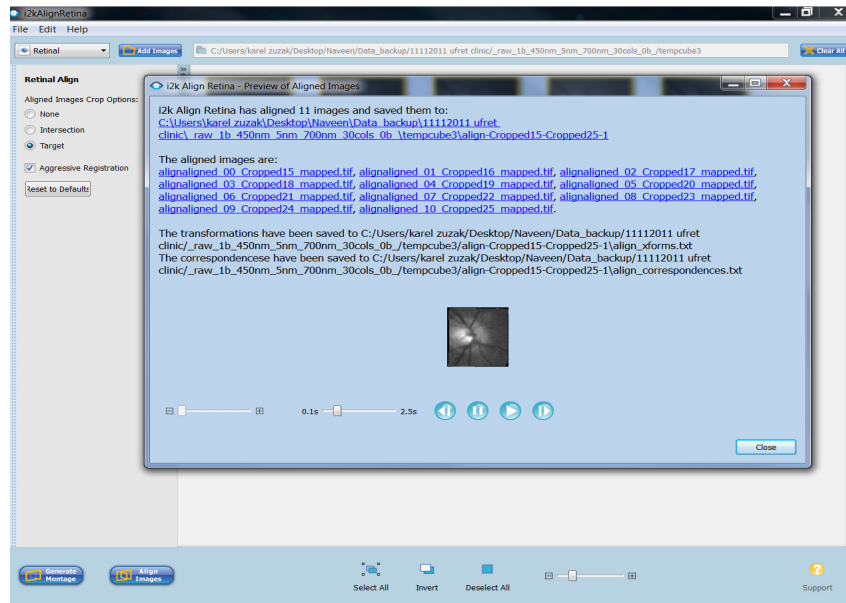 i2kAlignRetina
File Edit Help
Retinal
Add Images
C:/Users/karel zuzak/Desktop/Naveen/Data_backup/11112011 ufret clinic/_raw_1b_450nm_5nm_700nm_30cols_0b_/tempcube3
Clear All
Retinal Align
Aligned Images Crop Options:
None
Intersection
Target
Aggressive Registration
Reset to Defaults
i2k Align Retina - Preview of Aligned Images
i2k Align Retina has aligned 11 images and saved them to:
C:\Users\karel zuzak\Desktop\Naveen\Data_backup\11112011 ufret
clinic\_raw_1b_450nm_5nm_700nm_30cols_0b_\tempcube3\align-Cropped15-Cropped25-1
The aligned images are:
alignaligned_00_Cropped15_mapped.tif, alignaligned_01_Cropped16_mapped.tif, alignaligned_02_Cropped17_mapped.tif,
alignaligned_03_Cropped18_mapped.tif, alignaligned_04_Cropped19_mapped.tif, alignaligned_05_Cropped20_mapped.tif,
alignaligned_06_Cropped21_mapped.tif, alignaligned_07_Cropped22_mapped.tif, alignaligned_08_Cropped23_mapped.tif,
alignaligned_09_Cropped24_mapped.tif, alignaligned_10_Cropped25_mapped.tif.
The transformations have been saved to C:/Users/karel zuzak/Desktop/Naveen/Data_backup/11112011 ufret
clinic/_raw_1b_450nm_5nm_700nm_30cols_0b_/tempcube3/align-Cropped15-Cropped25-1\align_xforms.txt
The correspondencese have been saved to C:/Users/karel zuzak/Desktop/Naveen/Data_backup/11112011 ufret
clinic/_raw_1b_450nm_5nm_700nm_30cols_0b_/tempcube3/align-Cropped15-Cropped25-1\align_correspondences.txt
0.1s
2.5s
Close
Generate
Montage
Align
Images
Select All
Invert
Deselect All
Support